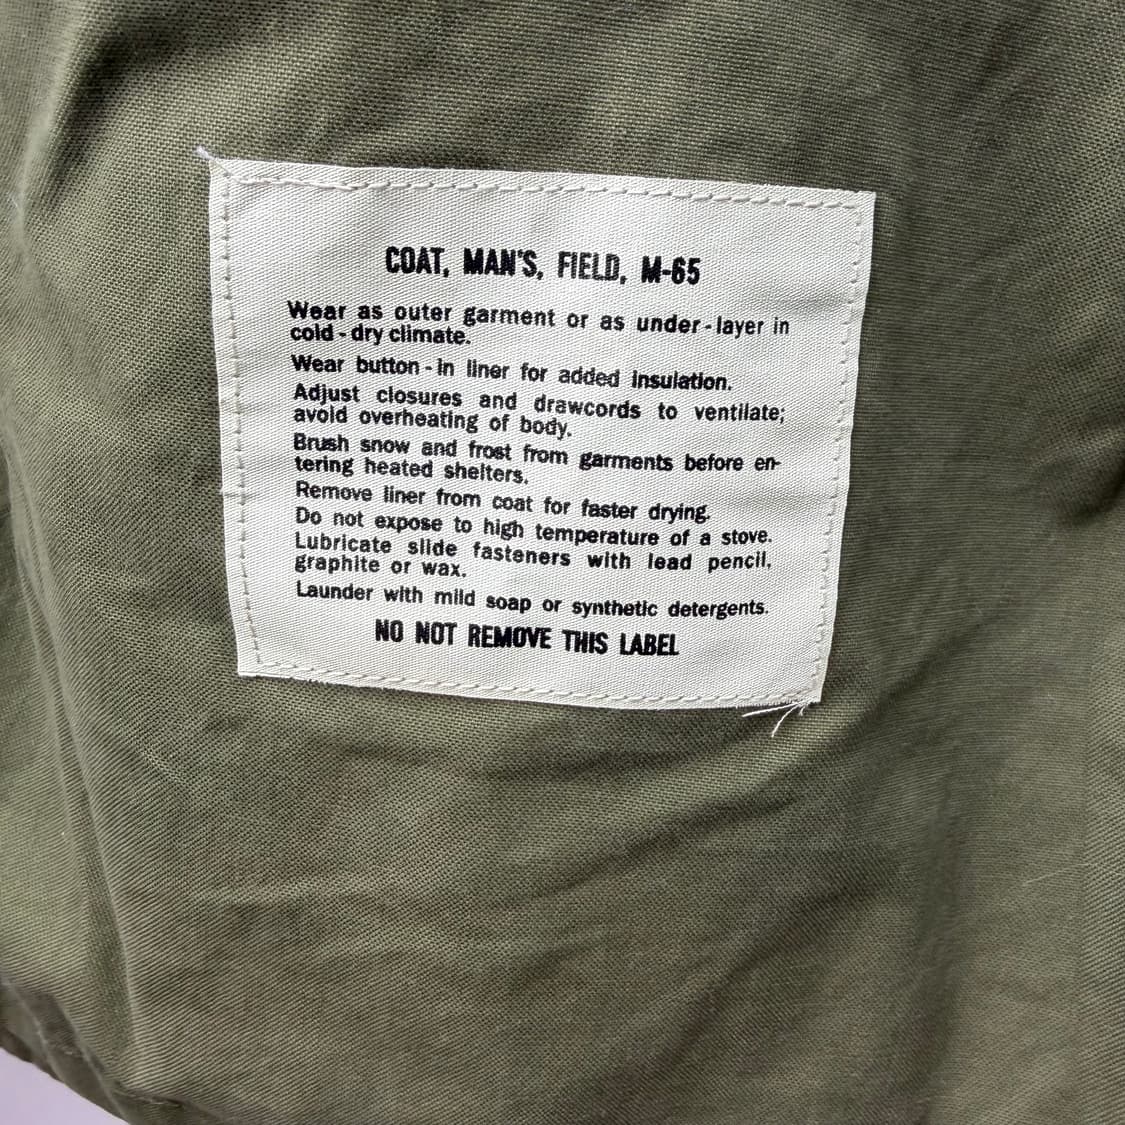 COAT, MAN'S, FIELD, M-65
Wear as outer garment or as under-layer in
cold-dry climate.
Wear button-in liner for added insulation.
Adjust closures and drawcords to ventilate;
avoid overheating of body.
Brush snow and frost from garments before en-
tering heated shelters.
Remove liner from coat for faster drying.
Do not expose to high temperature of a stove.
Lubricate slide fasteners with lead pencil,
graphite or wax.
Launder with mild soap or synthetic detergents.
NO NOT REMOVE THIS LABEL